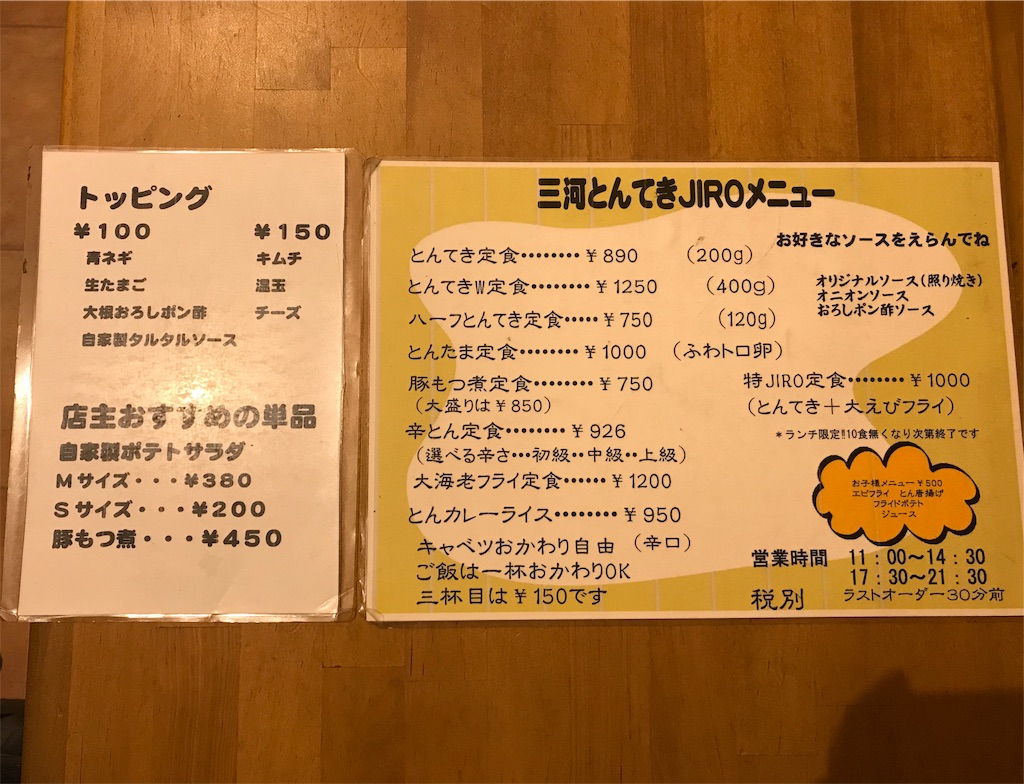 トッピング
¥100 ¥150
青ネギ キムチ
生たまご 温玉
大根おろしポン酢 チーズ
自家製タルタルソース
店主おすすめの単品
自家製ポテトサラダ
Mサイズ・・・¥380
Sサイズ・・・¥200
豚もつ煮・・・¥450
三河とんてきJIROメニュー
お好きなソースをえらんでね
オリジナルソース(照り焼き)
オニオンソース
おろしポン酢ソース
とんてき定食………¥890 (200g)
とんてきW定食………¥1250 (400g)
ハーフとんてき定食……¥750 (120g)
とんたま定食………¥1000 (ふわトロ卵)
豚もつ煮定食………¥750
(大盛りは¥850)
辛とん定食………¥926
(選べる辛さ…初級‥中級‥上級)
大海老フライ定食……¥1200
とんカレーライス………¥950
(辛口)
キャベツおかわり自由
ご飯は一杯おかわりOK
三杯目は¥150です
特JIRO定食………¥1000
(とんてき+大えびフライ)
*ランチ限定!!10食無くなり次第終了です
お子様メニュー¥500
エビフライ とん唐揚げ
フライドポテト
ジュース
営業時間 11:00〜14:30
17:30〜21:30
税別 ラストオーダー30分前